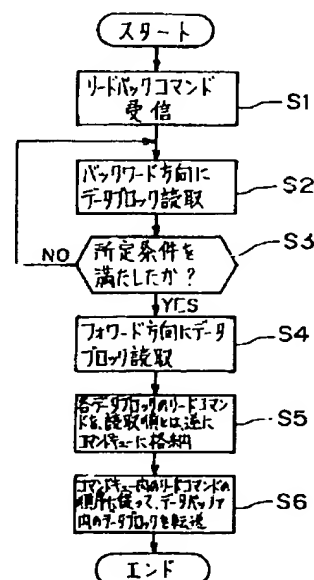 スタート
リードバックコマンド
受信
S1
バックワード方向に
データブロック読取
S2
所定条件を
満たしたか?
S3
NO
YES
フォワード方向にデータ
ブロック読取
S4
各データブロックのリードコマン
ドを、読取順とは、逆に
コマンドキューに格納
S5
コマンドキュー内のリードコマンドの
順序に従って、データバッファ
内のデータブロックを転送
S6
エンド